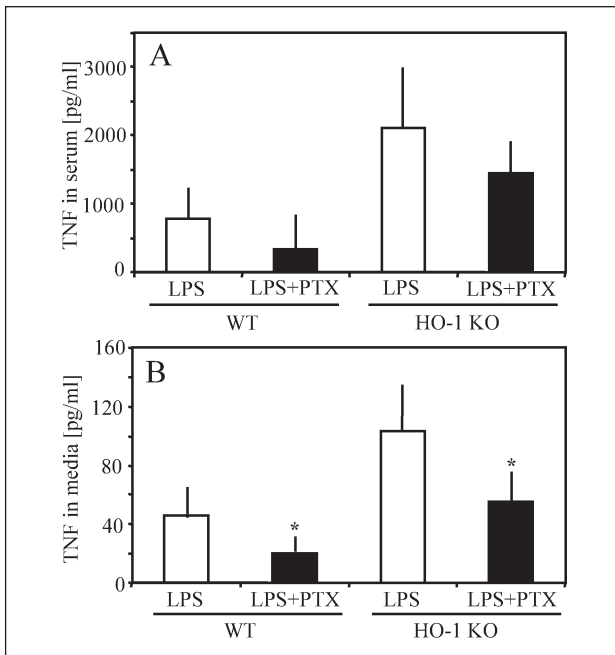 A
TNF in serum [pg/ml]
3000
2000
1000
0
LPS
LPS+PTX
LPS
LPS+PTX
WT
HO-1 KO
B
TNF in media [pg/ml]
160
120
80
40
0
*
*
LPS
LPS+PTX
LPS
LPS+PTX
WT
HO-1 KO